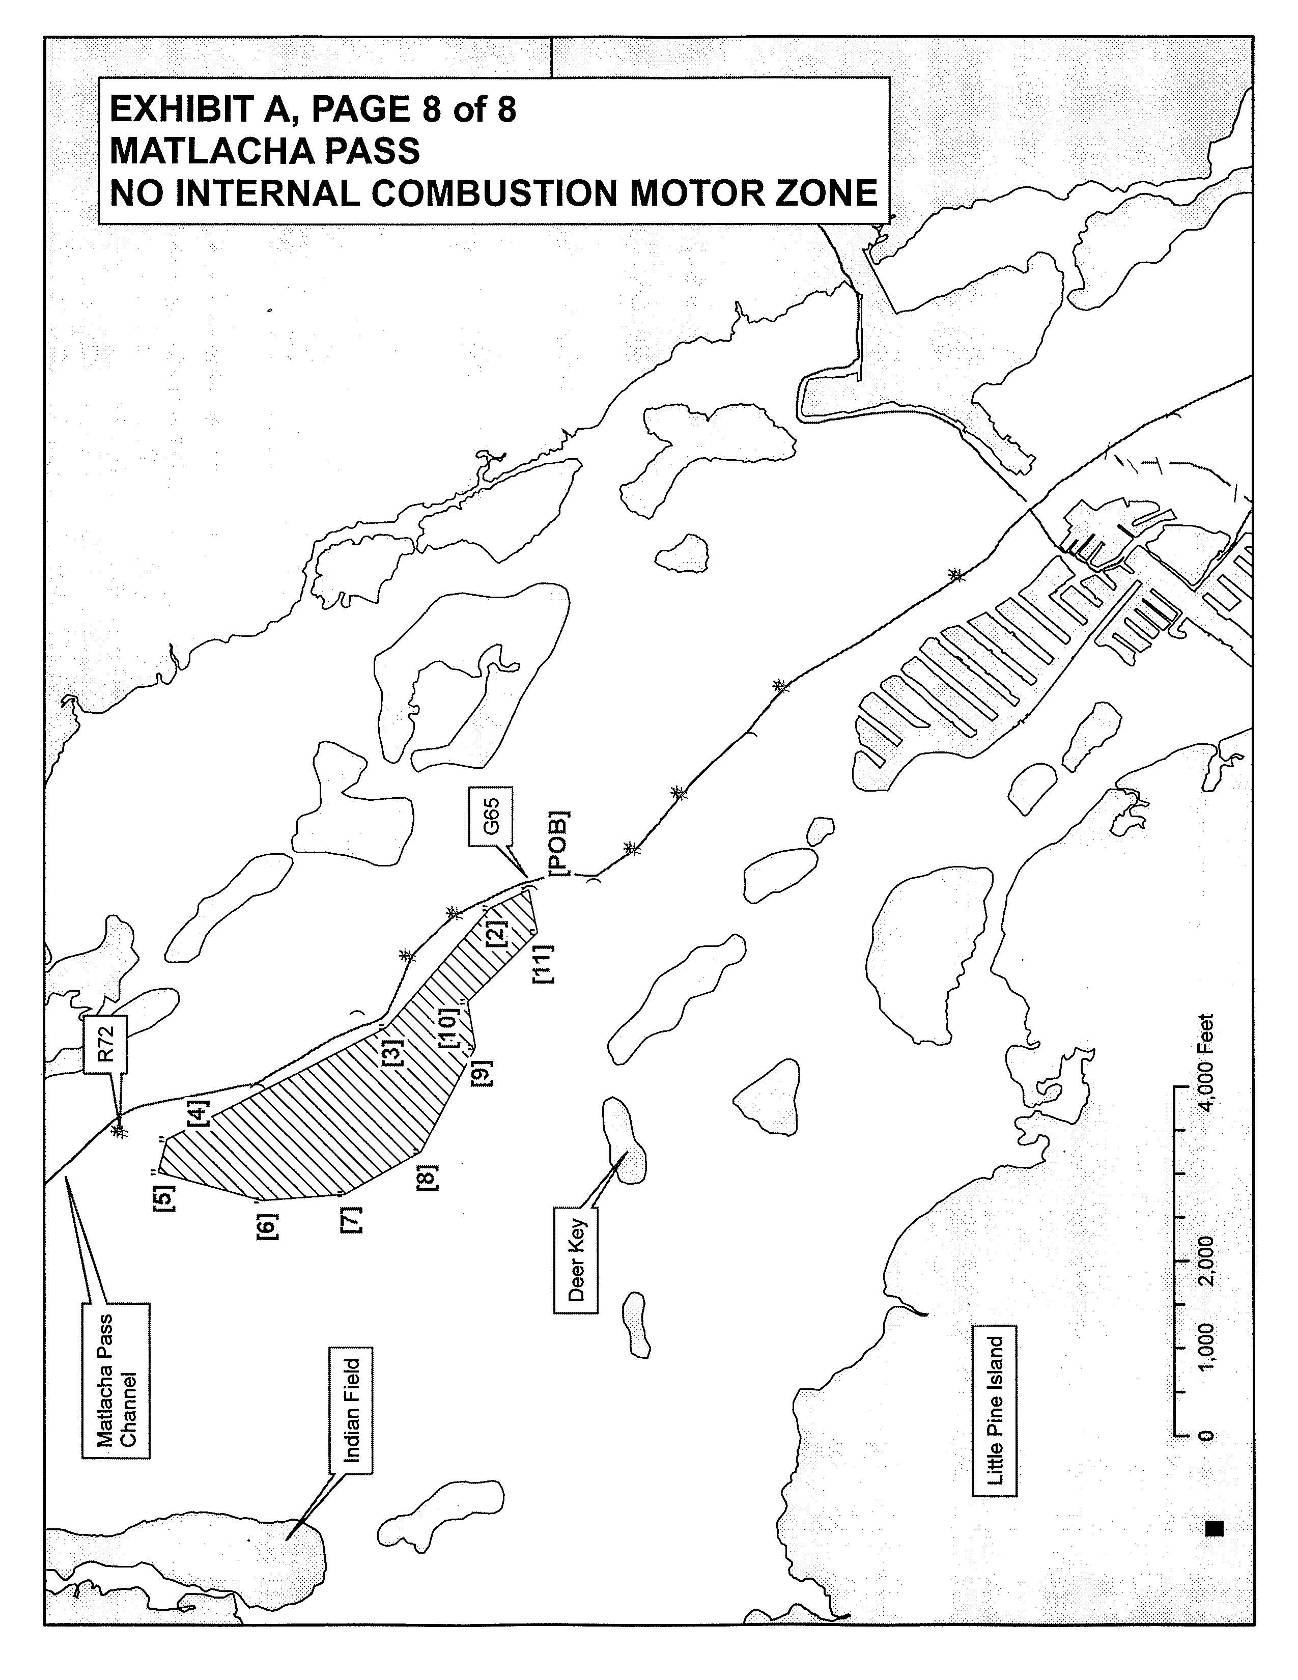 EXHIBIT A, PAGE 8 of 8
MATLACHA PASS
NO INTERNAL COMBUSTION MOTOR ZONE
G65
[POB]
[2]
[11]
R72
[10]
[3]
[9]
[4]
[5]
[8]
[6]
[7]
Deer Key
Matlacha Pass
Channel
Indian Field
Little Pine Island
0
1,000
2,000
4,000 Feet